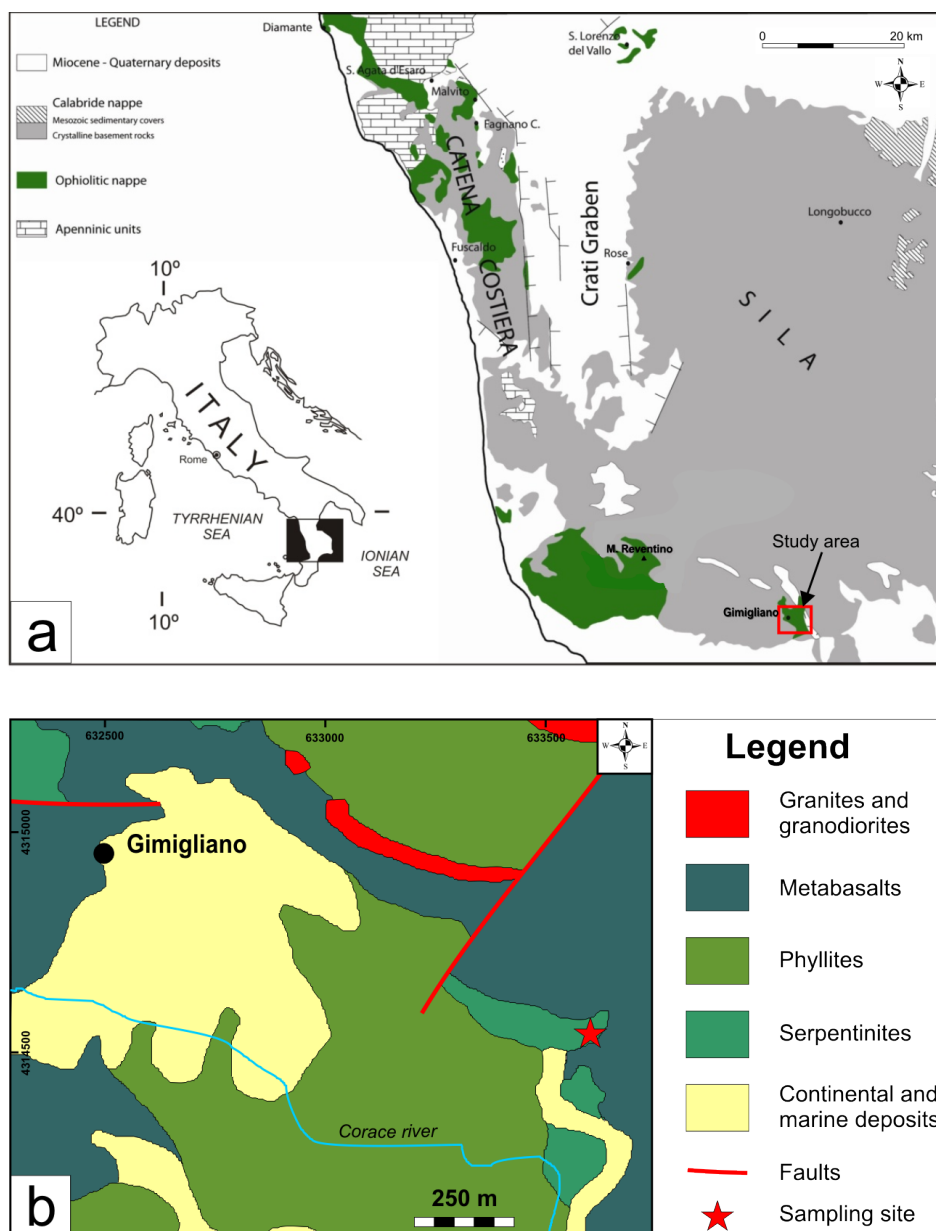 LEGEND
Miocene - Quaternary deposits
Calabride nappe
Mesozoic sedimentary covers
Crystalline basement rocks
Ophiolitic nappe
Apenninic units
Diamante
S. Agata d'Esaro
Malvito
Fagnano C.
S. Lorenzo
del Vallo
0
20 km
N
W
E
S
CATENA
COSTIERA
Fuscaldo
Crati Graben
Rose
Longobucco
SILA
10º
ITALY
Rome
40º
TYRRHENIAN
SEA
IONIAN
SEA
10º
M. Reventino
Study area
Gimigliano
a
632500
633000
633500
N
W
E
S
4315000
Gimigliano
4314500
Corace river
250 m
b
Legend
Granites and
granodiorites
Metabasalts
Phyllites
Serpentinites
Continental and
marine deposits
Faults
Sampling site